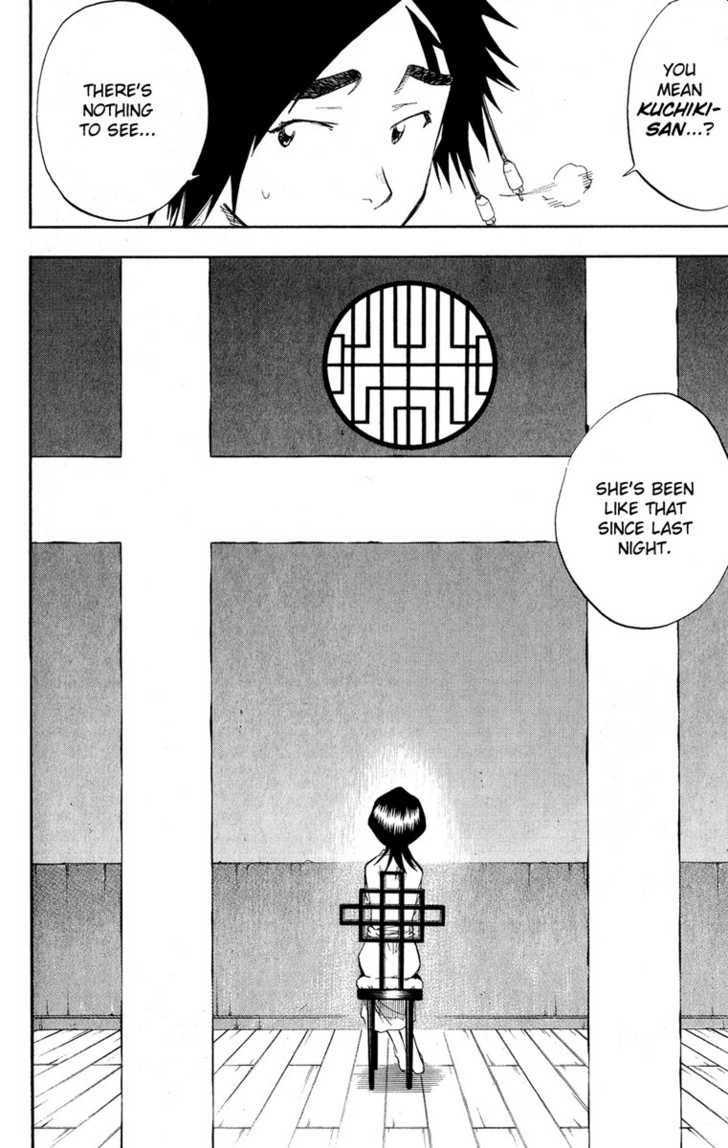 YOU
MEAN
KUCHIKI-
SAN...?
THERE'S
NOTHING
TO SEE...
SHE'S BEEN
LIKE THAT
SINCE LAST
NIGHT.